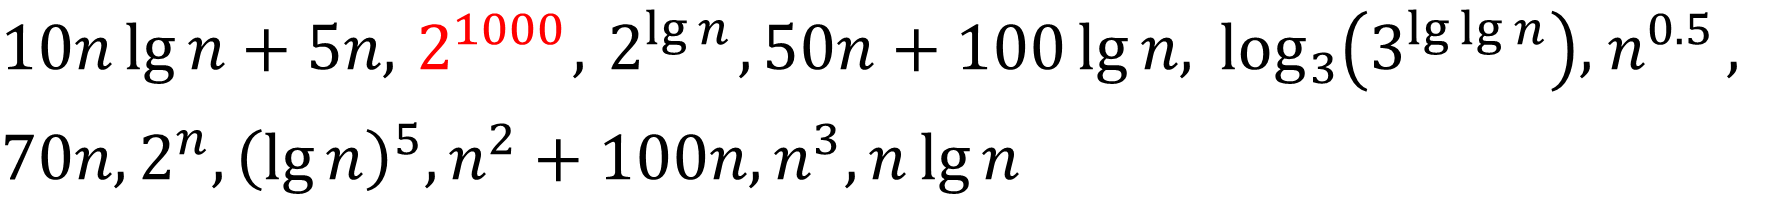 10n lg n + 5n, 2^1000, 2^(lg n), 50n + 100 lg n, log₃(3^(lg lg n)), n^0.5,
70n, 2^n, (lg n)^5, n^2 + 100n, n^3, n lg n